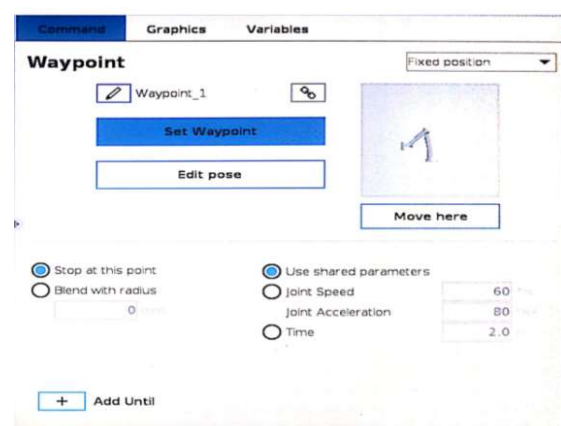 Command Graphics Variables
Waypoint
Fixed position
Waypoint_1
Set Waypoint
Edit pose
Move here
Stop at this point
Use shared parameters
Blend with radius
Joint Speed 60
0 mm
Joint Acceleration 80
Time 2.0
+ Add Until